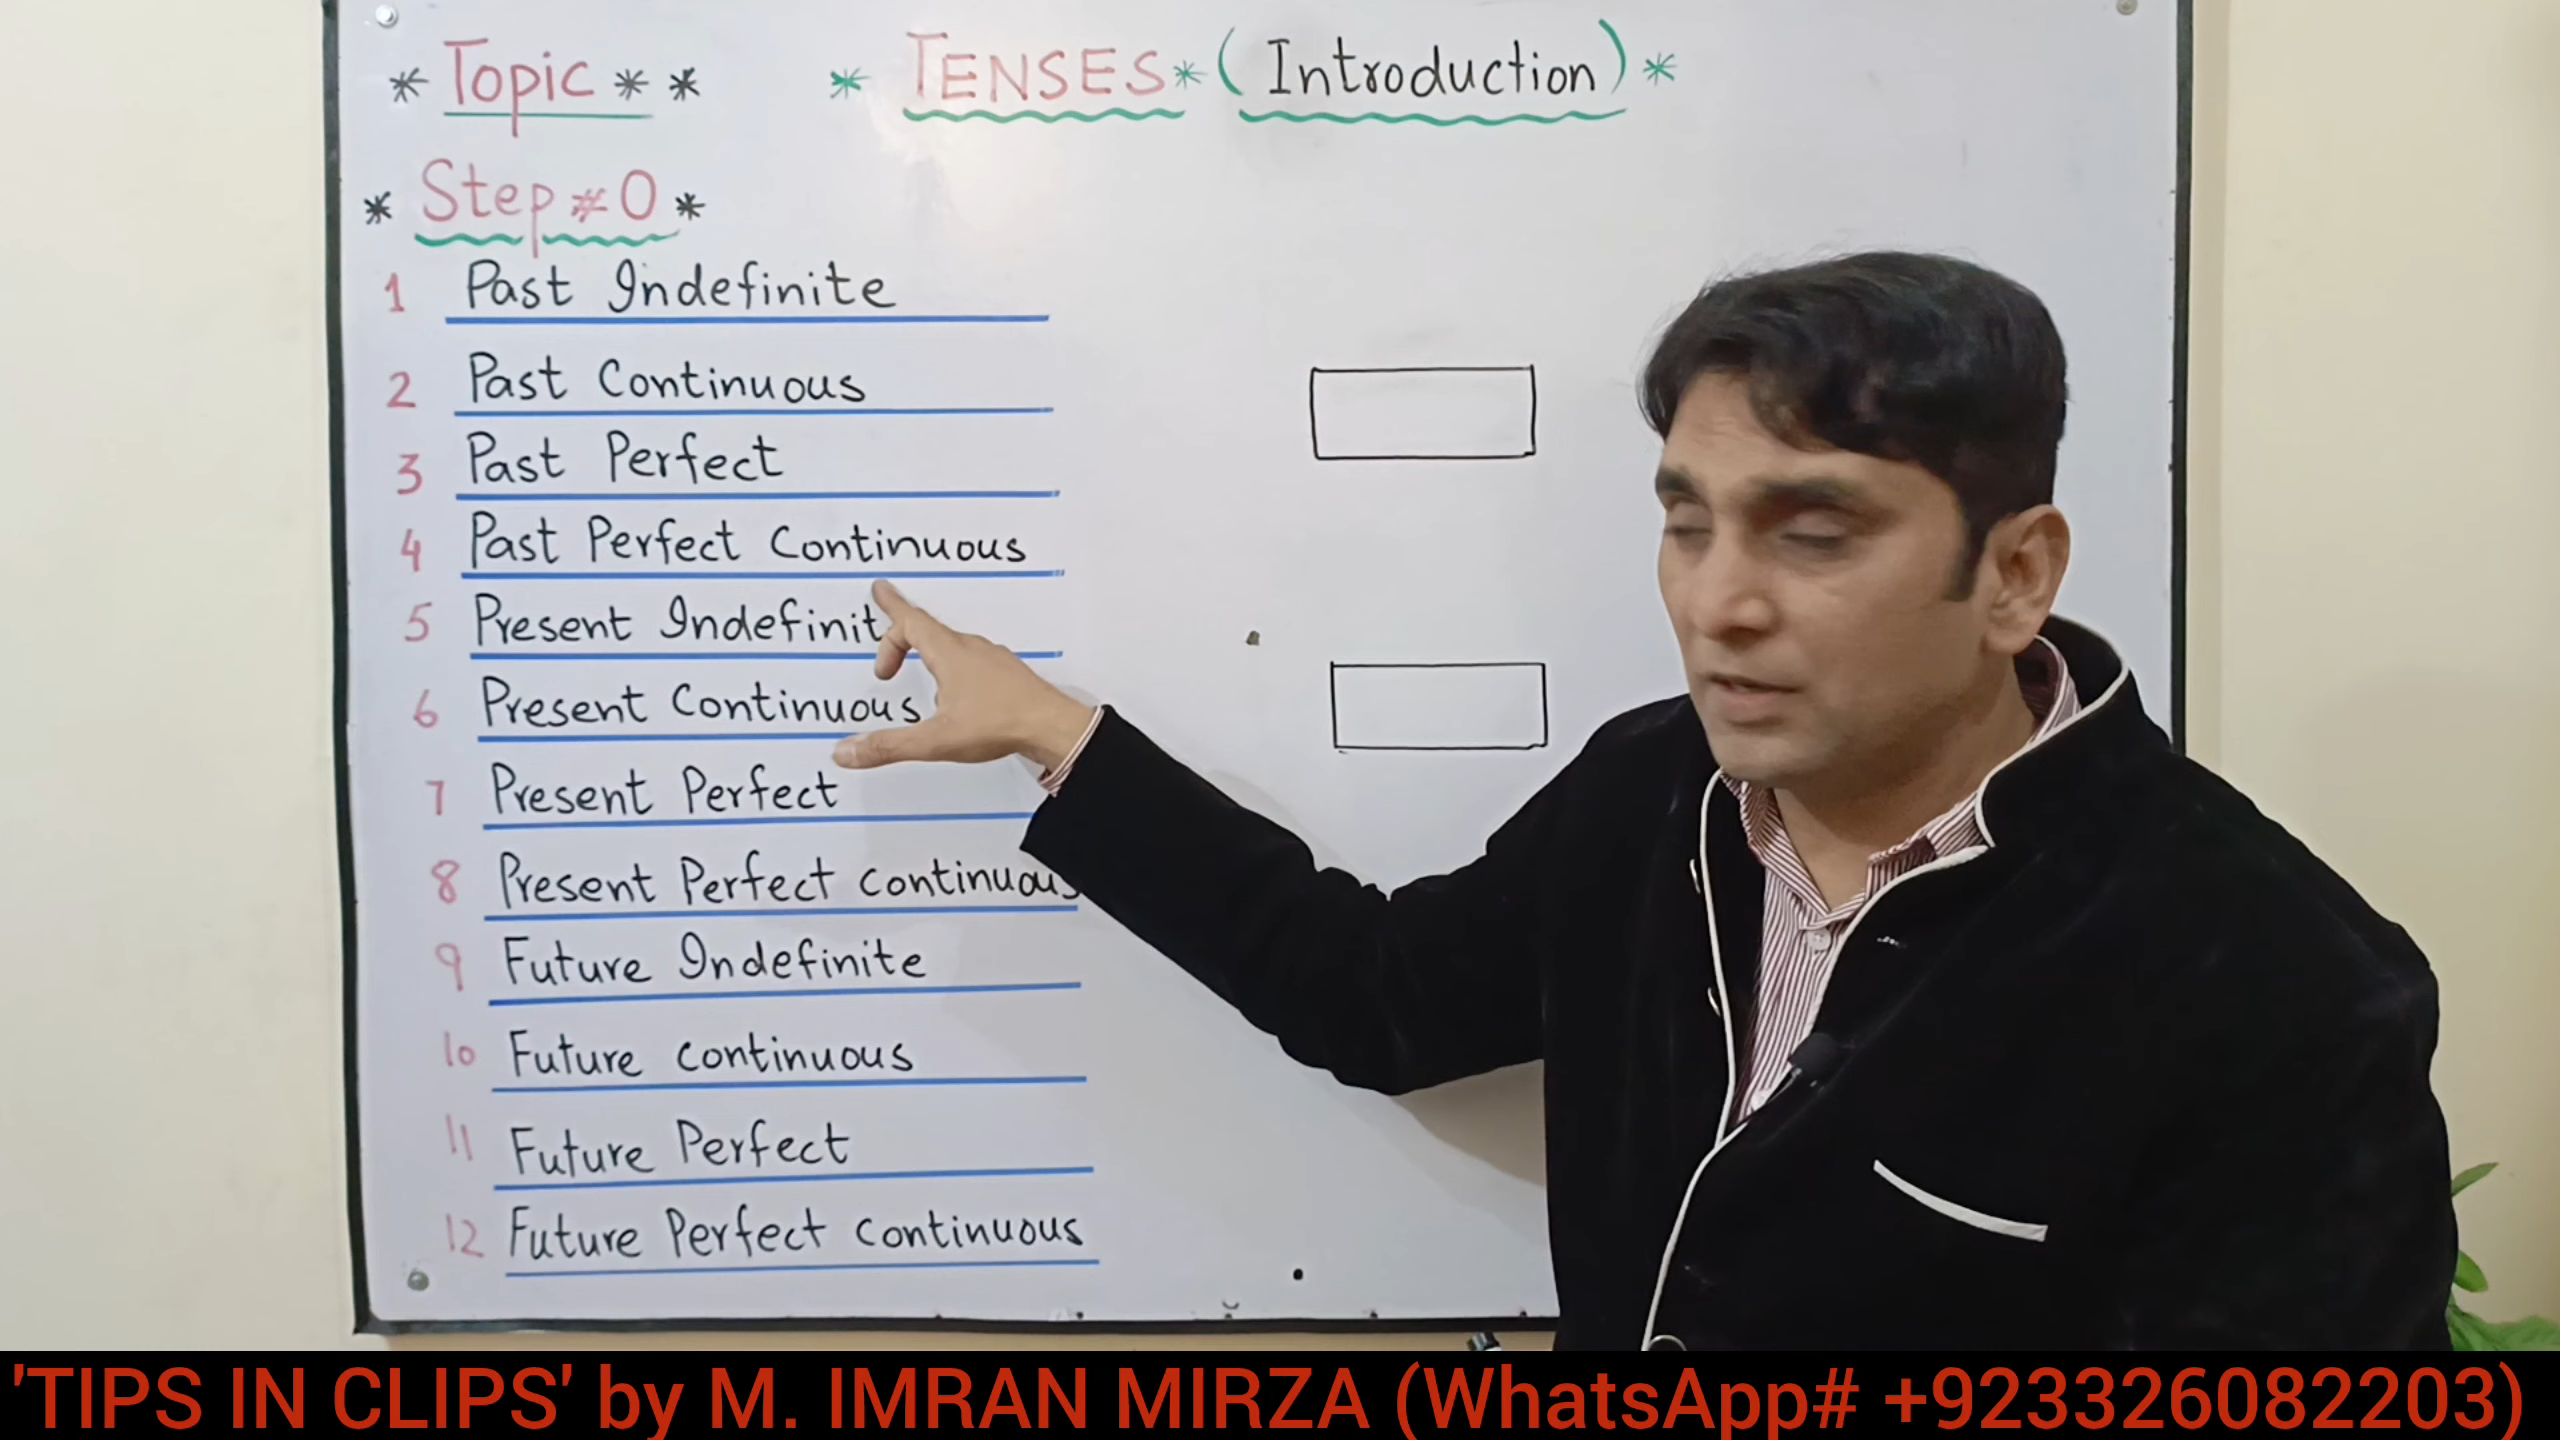 * Topic * *
* TENSES * (Introduction) *
* Step # 0 *
1 Past Indefinite
2 Past Continuous
3 Past Perfect
4 Past Perfect Continuous
5 Present Indefinit
6 Present Continuous
7 Present Perfect
8 Present Perfect continuous
9 Future Indefinite
10 Future continuous
11 Future Perfect
12 Future Perfect continuous
'TIPS IN CLIPS' by M. IMRAN MIRZA (WhatsApp# +923326082203)